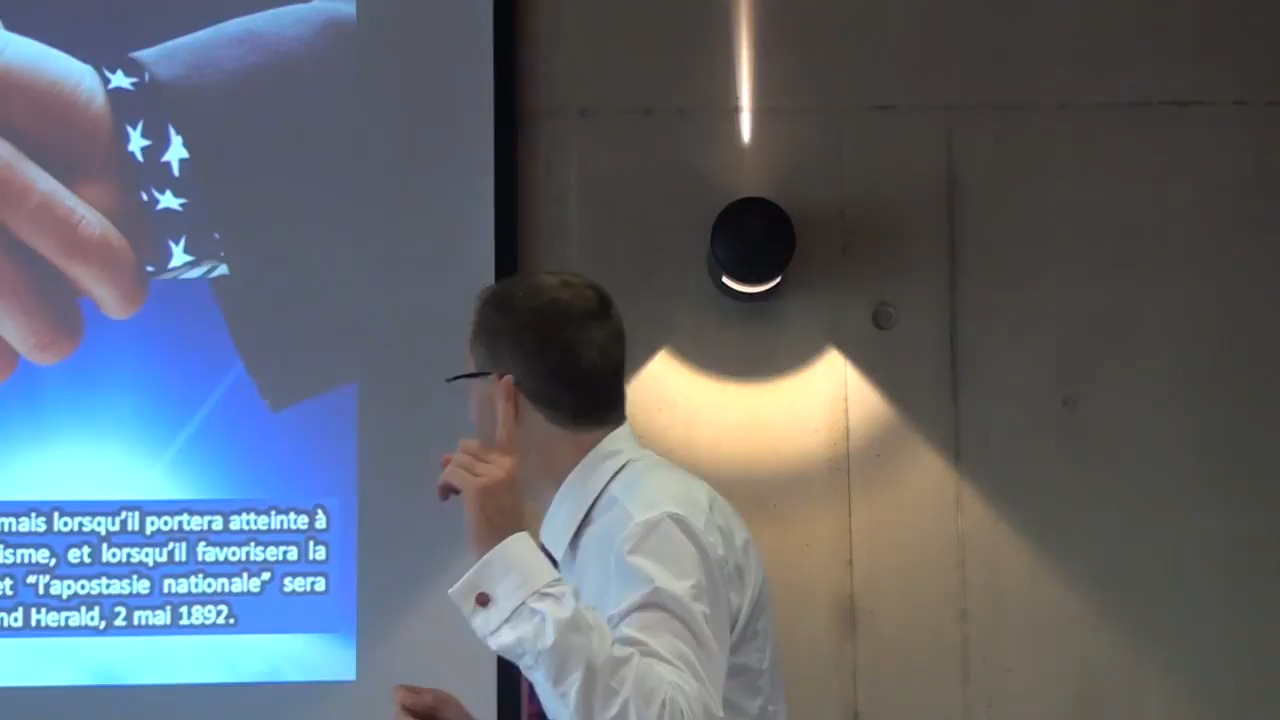 mais lorsqu'il portera atteinte à
isme, et lorsqu'il favorisera la
et "l'apostasie nationale" sera
nd Herald, 2 mai 1892.